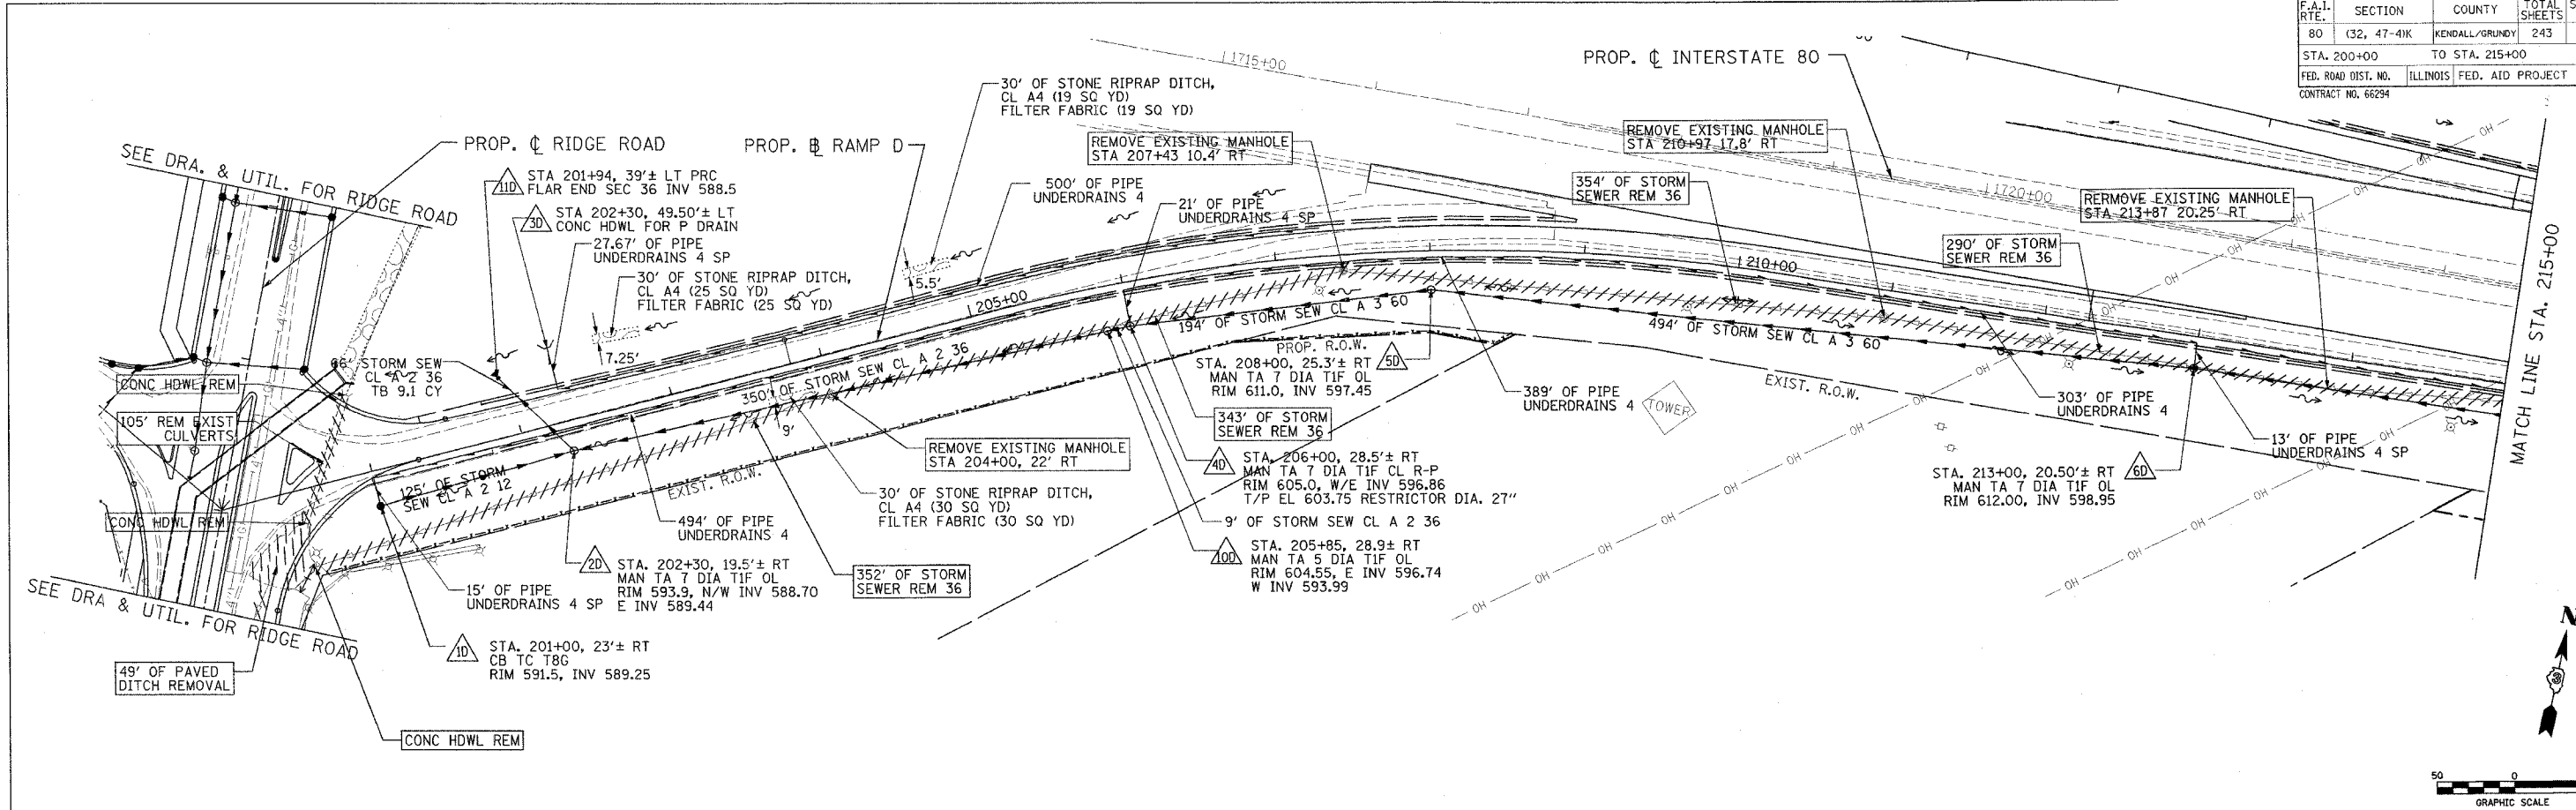 F.A.I. RTE. SECTION COUNTY TOTAL SHEETS
80 (32, 47-4)K KENDALL/GRUNDY 243
STA. 200+00 TO STA. 215+00
FED. ROAD DIST. NO. ILLINOIS FED. AID PROJECT
CONTRACT NO. 66294
1715+00
PROP. ℄ INTERSTATE 80
30' OF STONE RIPRAP DITCH,
CL A4 (19 SQ YD)
FILTER FABRIC (19 SQ YD)
PROP. ℄ RIDGE ROAD
PROP. BL RAMP D
REMOVE EXISTING MANHOLE
STA 207+43 10.4' RT
REMOVE EXISTING MANHOLE
STA 210+97 17.8' RT
SEE DRA. & UTIL. FOR RIDGE ROAD
11D
STA 201+94, 39'± LT PRC
FLAR END SEC 36 INV 588.5
500' OF PIPE
UNDERDRAINS 4
354' OF STORM
SEWER REM 36
1720+00
RERMOVE EXISTING MANHOLE
STA 213+87 20.25' RT
3D
STA 202+30, 49.50'± LT
CONC HDWL FOR P DRAIN
21' OF PIPE
UNDERDRAINS 4 SP
27.67' OF PIPE
UNDERDRAINS 4 SP
290' OF STORM
SEWER REM 36
30' OF STONE RIPRAP DITCH,
CL A4 (25 SQ YD)
FILTER FABRIC (25 SQ YD)
5.5'
210+00
205+00
MATCH LINE STA. 215+00
7.25'
194' OF STORM SEW CL A 3 60
494' OF STORM SEW CL A 3 60
66' STORM SEW
CL A 2 36
TB 9.1 CY
350' OF STORM SEW CL A 2 36
PROP. R.O.W.
STA. 208+00, 25.3'± RT
MAN TA 7 DIA T1F OL
RIM 611.0, INV 597.45
5D
CONC HDWL REM
EXIST. R.O.W.
389' OF PIPE
UNDERDRAINS 4
TOWER
303' OF PIPE
UNDERDRAINS 4
105' REM EXIST
CULVERTS
9'
343' OF STORM
SEWER REM 36
REMOVE EXISTING MANHOLE
STA 204+00, 22' RT
13' OF PIPE
UNDERDRAINS 4 SP
4D
STA. 206+00, 28.5'± RT
MAN TA 7 DIA T1F CL R-P
RIM 605.0, W/E INV 596.86
T/P EL 603.75 RESTRICTOR DIA. 27"
STA. 213+00, 20.50'± RT
MAN TA 7 DIA T1F OL
RIM 612.00, INV 598.95
6D
125' OF STORM
SEW CL A 2 12
EXIST. R.O.W.
30' OF STONE RIPRAP DITCH,
CL A4 (30 SQ YD)
FILTER FABRIC (30 SQ YD)
CONC HDWL REM
494' OF PIPE
UNDERDRAINS 4
9' OF STORM SEW CL A 2 36
10D
STA. 205+85, 28.9± RT
MAN TA 5 DIA T1F OL
RIM 604.55, E INV 596.74
W INV 593.99
2D
STA. 202+30, 19.5'± RT
MAN TA 7 DIA T1F OL
RIM 593.9, N/W INV 588.70
E INV 589.44
352' OF STORM
SEWER REM 36
15' OF PIPE
UNDERDRAINS 4 SP
SEE DRA & UTIL. FOR RIDGE ROAD
1D
STA. 201+00, 23'± RT
CB TC T8G
RIM 591.5, INV 589.25
49' OF PAVED
DITCH REMOVAL
CONC HDWL REM
OH OH OH OH OH
OH OH OH OH OH
OH OH OH OH OH
N
3
50 0
GRAPHIC SCALE